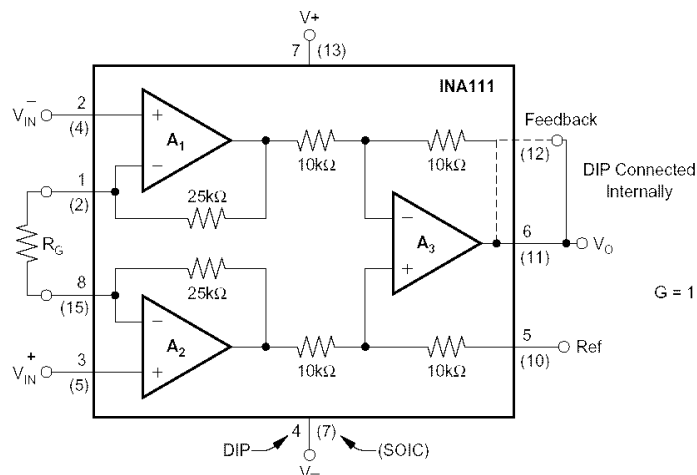 V+
7 (13)
INA111
V⁻IN
2
(4)
+
A1
−
10kΩ
10kΩ
Feedback
(12)
DIP Connected
Internally
1
(2)
25kΩ
RG
−
A3
+
6
(11)
VO
8
(15)
25kΩ
G = 1
−
A2
+
V⁺IN
3
(5)
10kΩ
10kΩ
5
(10)
Ref
DIP
4 (7)
(SOIC)
V−